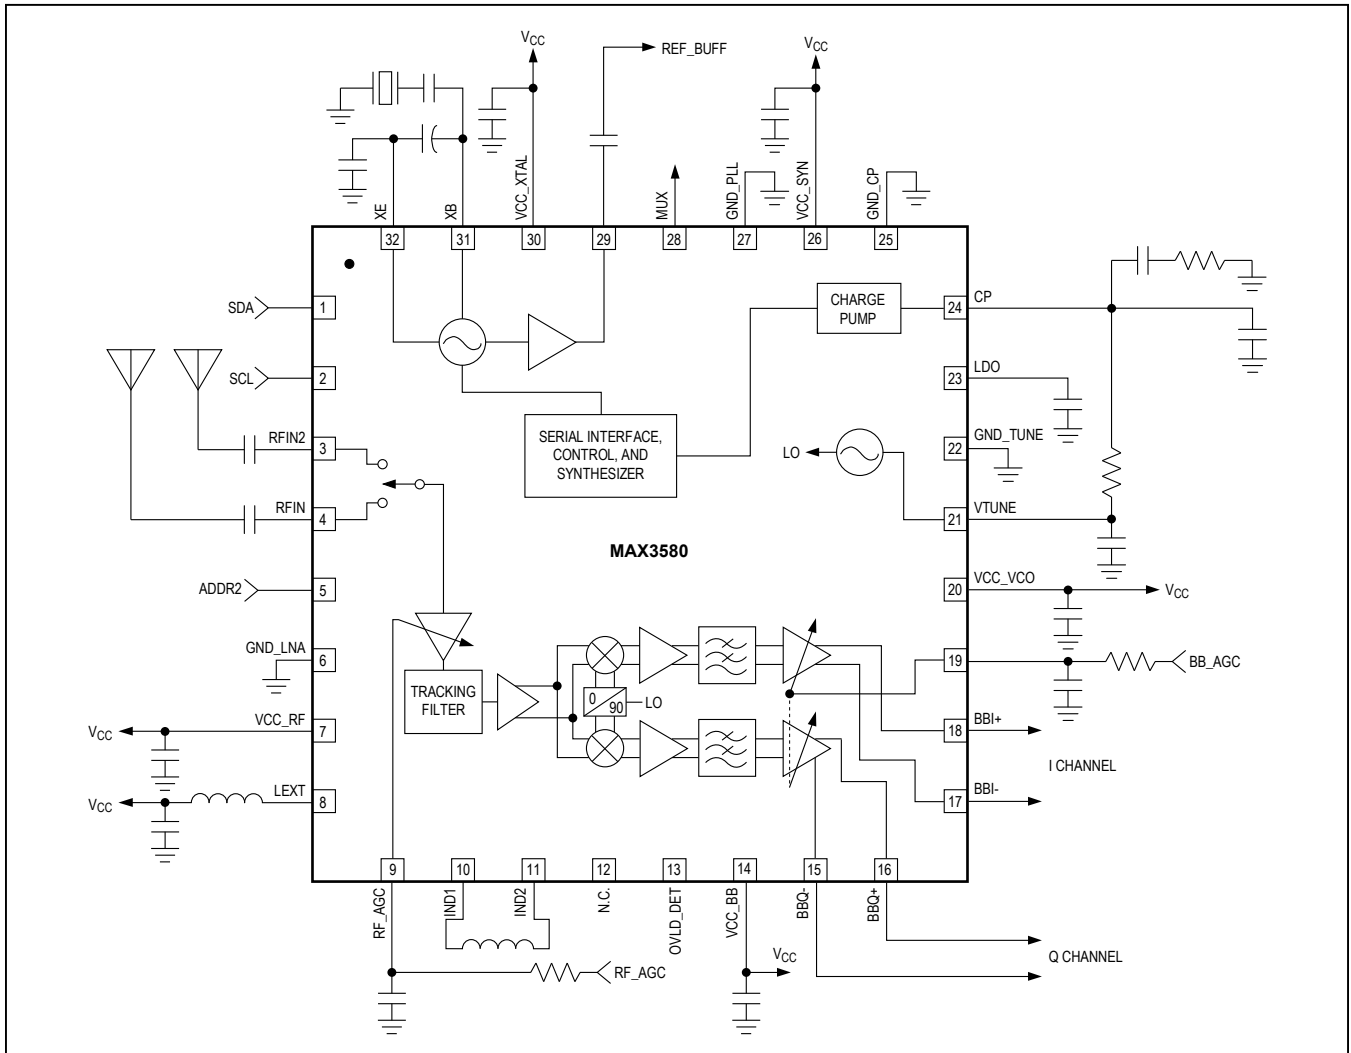 VCC
REF_BUFF
VCC
XE
XB
VCC_XTAL
MUX
GND_PLL
VCC_SYN
GND_CP
32
31
30
29
28
27
26
25
SDA
1
CHARGE
PUMP
24
CP
SCL
2
23
LDO
RFIN2
3
SERIAL INTERFACE,
CONTROL, AND
SYNTHESIZER
LO
22
GND_TUNE
RFIN
4
21
VTUNE
MAX3580
ADDR2
5
20
VCC_VCO
VCC
GND_LNA
6
19
BB_AGC
TRACKING
FILTER
0
90
LO
VCC
VCC_RF
7
18
BBI+
I CHANNEL
VCC
LEXT
8
17
BBI-
9
10
11
12
13
14
15
16
RF_AGC
IND1
IND2
N.C.
OVLD_DET
VCC_BB
BBQ-
BBQ+
RF_AGC
VCC
Q CHANNEL